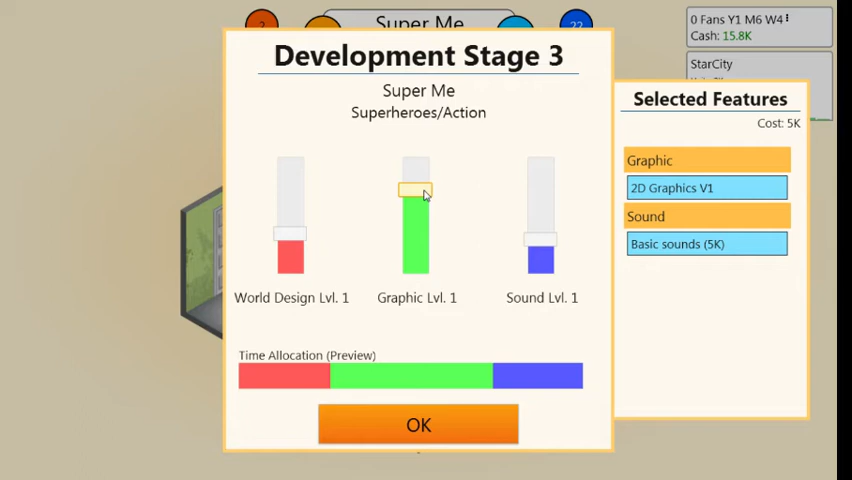 2
Super Me
22
0 Fans Y1 M6 W4
Cash: 15.8K
StarCity
Development Stage 3
Super Me
Superheroes/Action
Selected Features
Cost: 5K
Graphic
2D Graphics V1
Sound
Basic sounds (5K)
World Design Lvl. 1
Graphic Lvl. 1
Sound Lvl. 1
Time Allocation (Preview)
OK